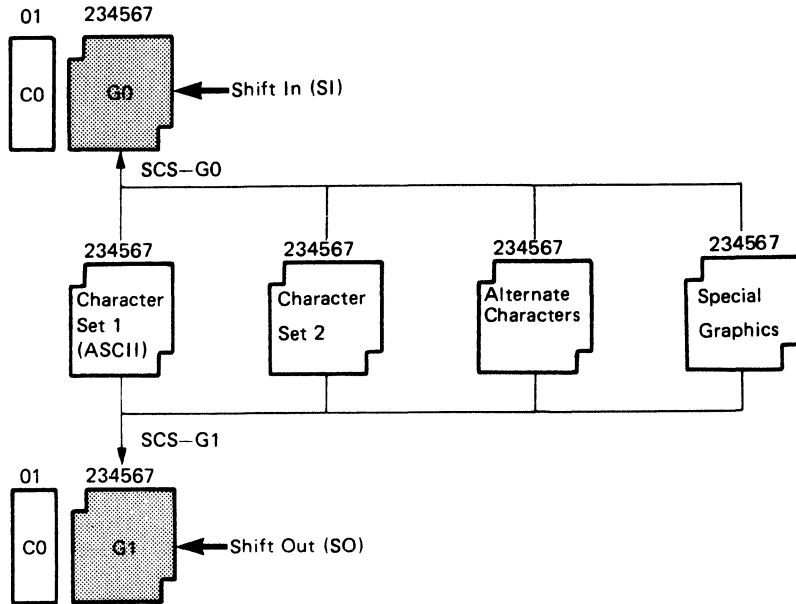 01 234567
C0 G0 Shift In (SI)
SCS–G0
234567 234567 234567 234567
Character Set 1 (ASCII)
Character Set 2
Alternate Characters
Special Graphics
SCS–G1
01 234567
C0 G1 Shift Out (SO)